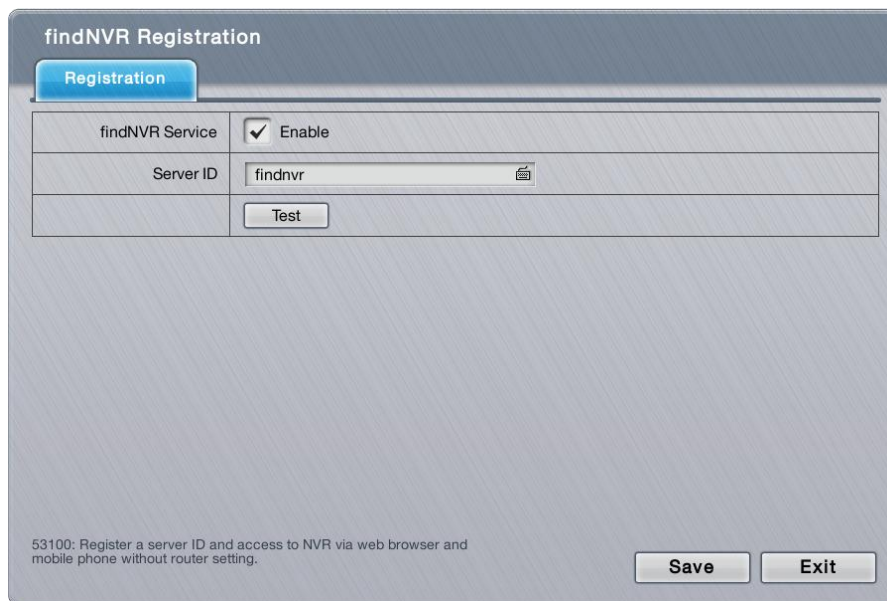 findNVR Registration
Registration
findNVR Service
Enable
Server ID
findnvr
Test
53100: Register a server ID and access to NVR via web browser and
mobile phone without router setting.
Save
Exit